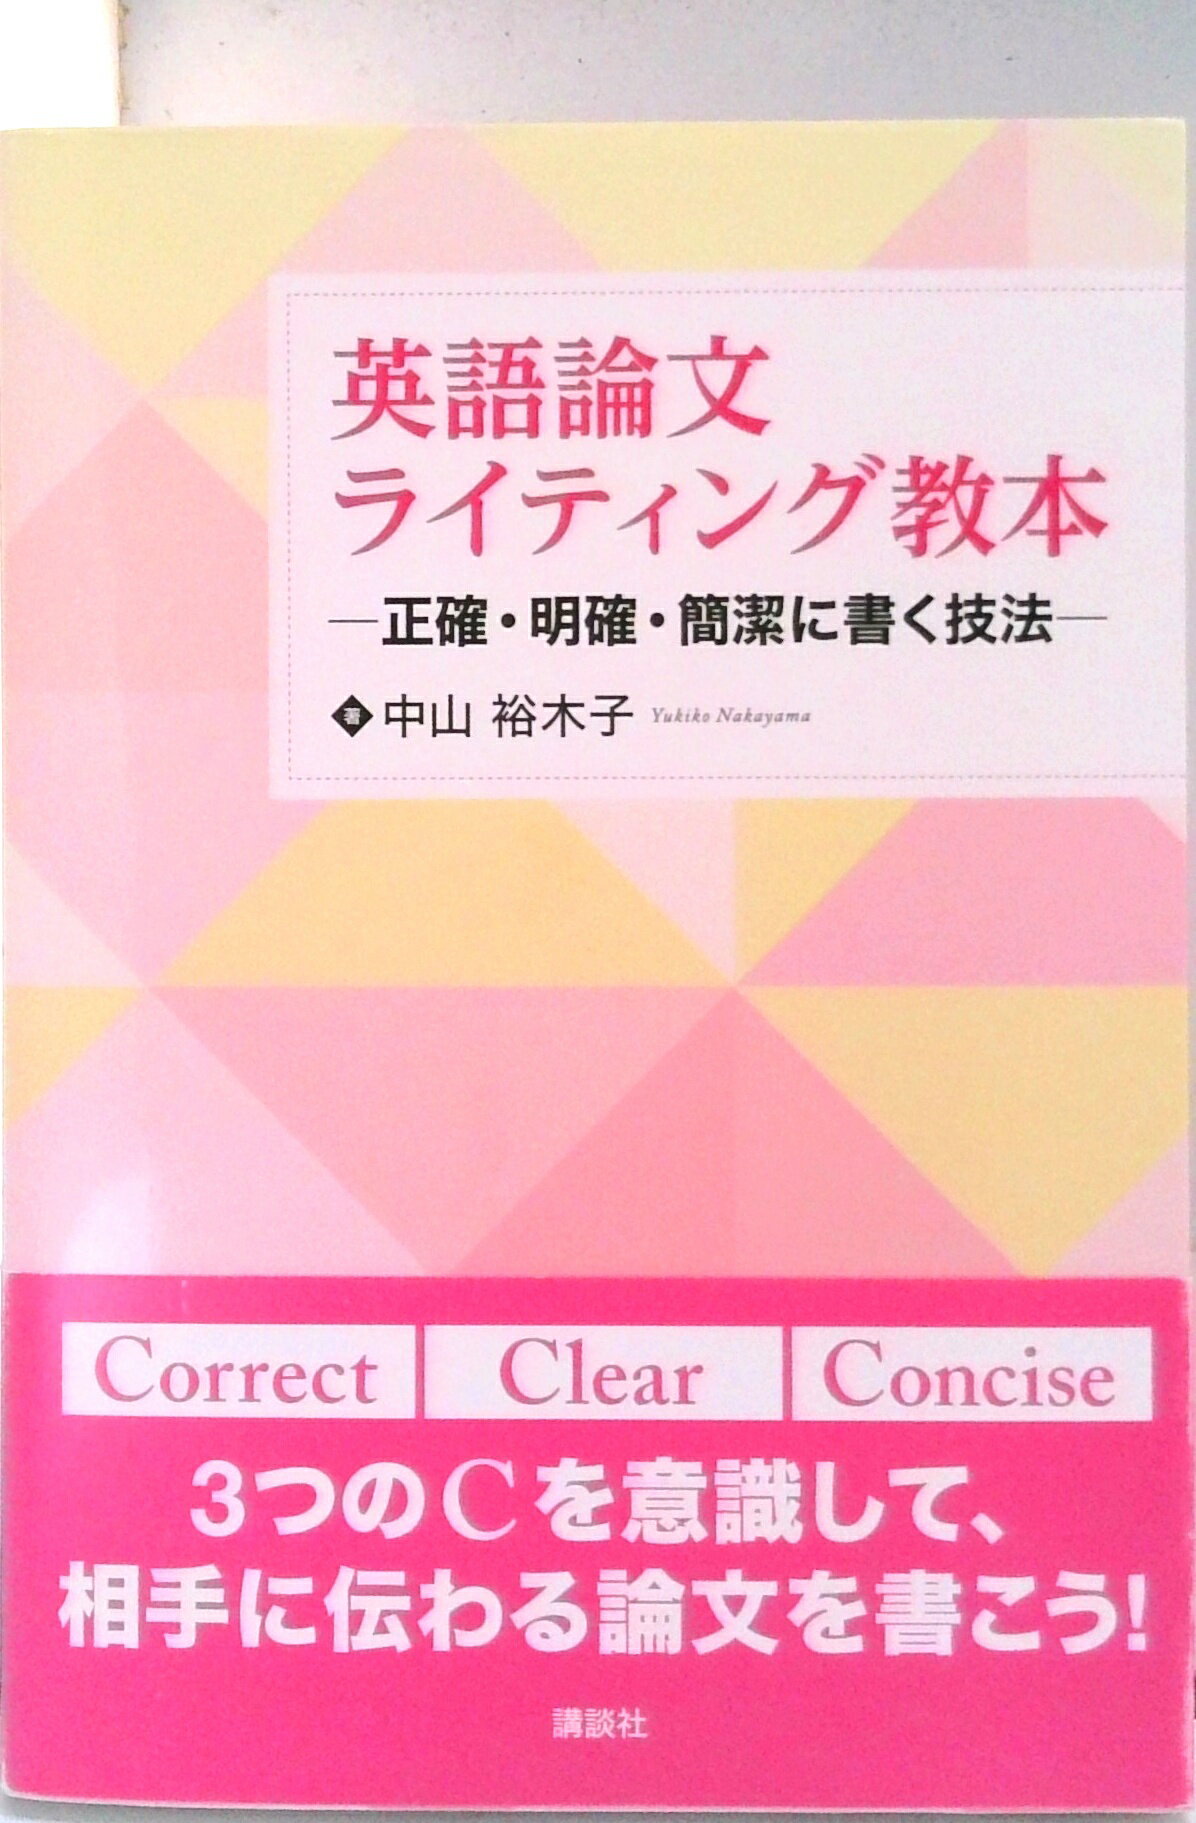 英語論文
ライティング教本
―正確・明確・簡潔に書く技法―
著 中山 裕木子 Yukiko Nakayama
Correct Clear Concise
3つのCを意識して、
相手に伝わる論文を書こう!
講談社